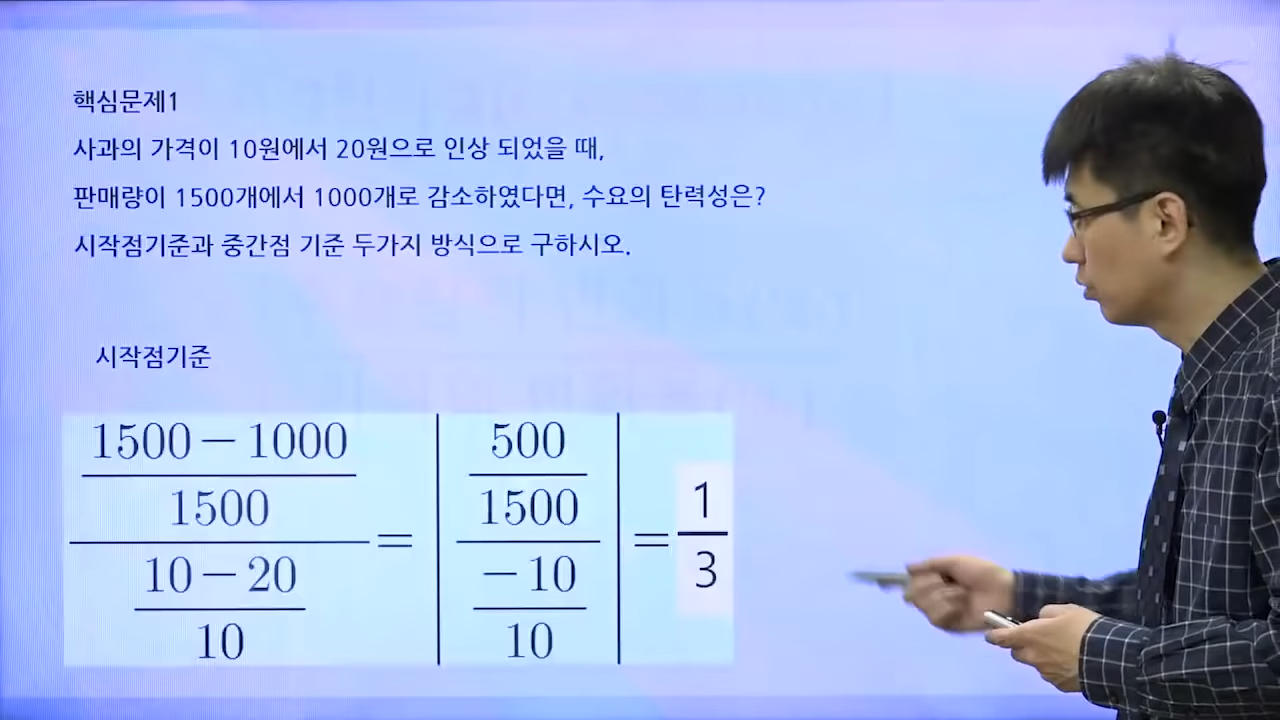 핵심문제1
사과의 가격이 10원에서 20원으로 인상 되었을 때,
판매량이 1500개에서 1000개로 감소하였다면, 수요의 탄력성은?
시작점기준과 중간점 기준 두가지 방식으로 구하시오.
시작점기준
1500 − 1000
1500
10 − 20
10
=
500
1500
− 10
10
=
1
3